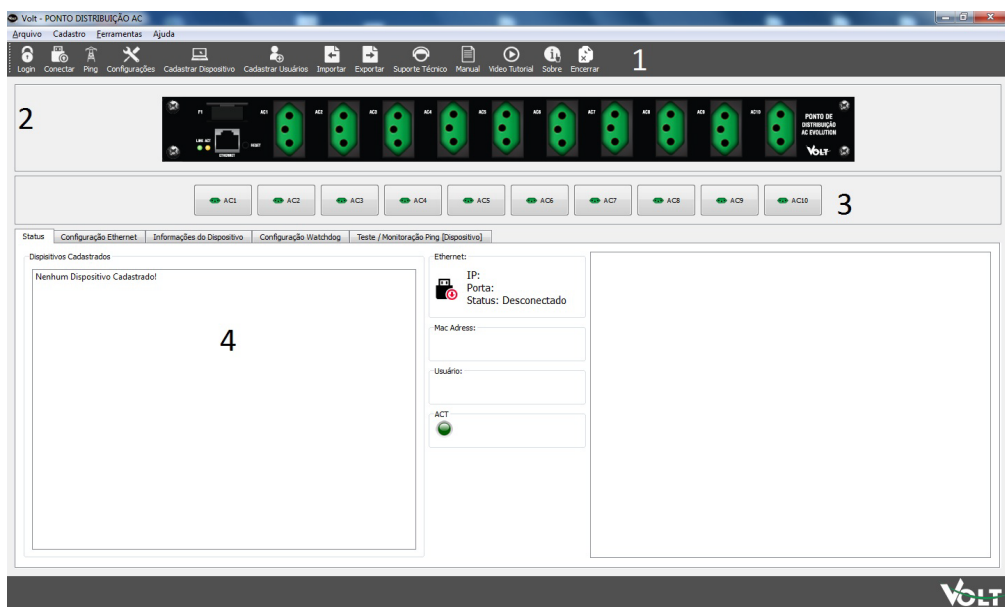 Volt - PONTO DISTRIBUIÇÃO AC
Arquivo Cadastro Ferramentas Ajuda
Login Conectar Ping Configurações Cadastrar Dispositivo Cadastrar Usuários Importar Exportar Suporte Técnico Manual Video Tutorial Sobre Encerrar
1
2
F1 AC1 AC2 AC3 AC4 AC5 AC6 AC7 AC8 AC9 AC10
PONTO DE
DISTRIBUIÇÃO
AC EVOLUTION
LINK ACT
RESET
ETHERNET
VOLT
AC1 AC2 AC3 AC4 AC5 AC6 AC7 AC8 AC9 AC10
3
Status Configuração Ethernet Informações do Dispositivo Configuração Watchdog Teste / Monitoração Ping [Dispositivo]
Dispisitivos Cadastrados
Nenhum Dispositivo Cadastrado!
4
Ethernet:
IP:
Porta:
Status: Desconectado
Mac Adress:
Usuário:
ACT
VOLT